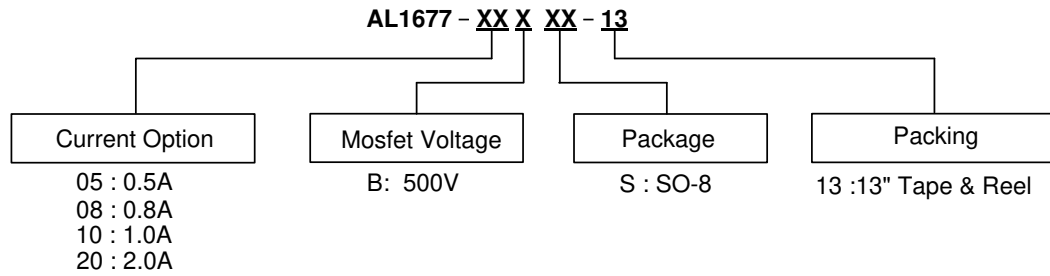 AL1677 – XX X XX – 13
Current Option
05 : 0.5A
08 : 0.8A
10 : 1.0A
20 : 2.0A
Mosfet Voltage
B: 500V
Package
S : SO-8
Packing
13 :13" Tape & Reel